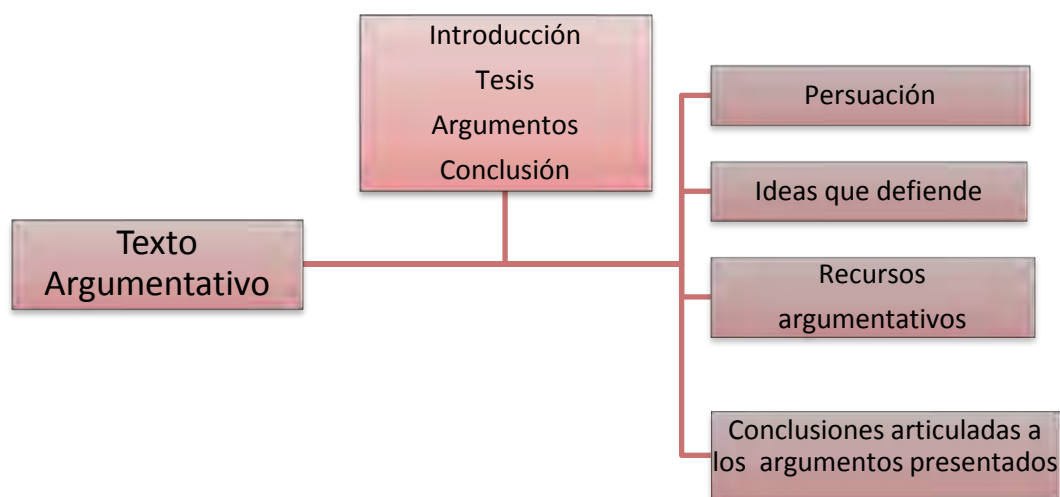 Introducción
Tesis
Argumentos
Conclusión
Persuación
Ideas que defiende
Texto
Argumentativo
Recursos
argumentativos
Conclusiones articuladas a
los argumentos presentados